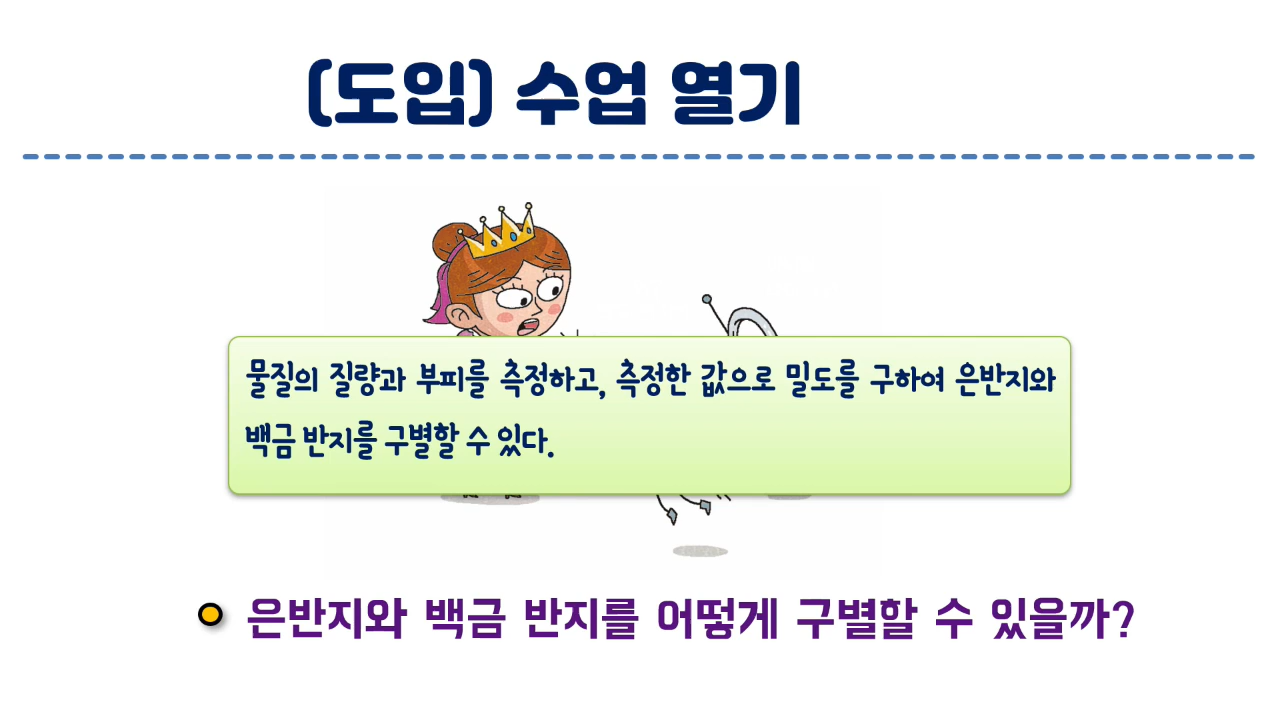 (도입) 수업 열기
물질의 질량과 부피를 측정하고, 측정한 값으로 밀도를 구하여 은반지와
백금 반지를 구별할 수 있다.
은반지와 백금 반지를 어떻게 구별할 수 있을까?